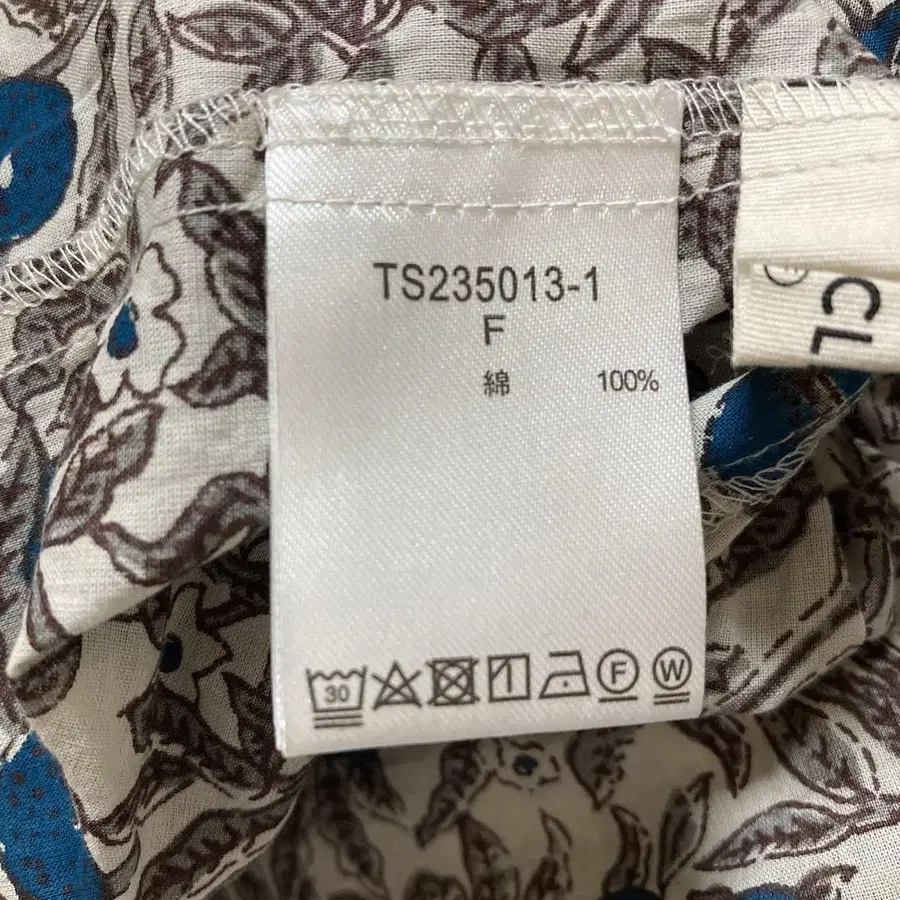 TS235013-1
F
綿 100%
30
F
W
CL